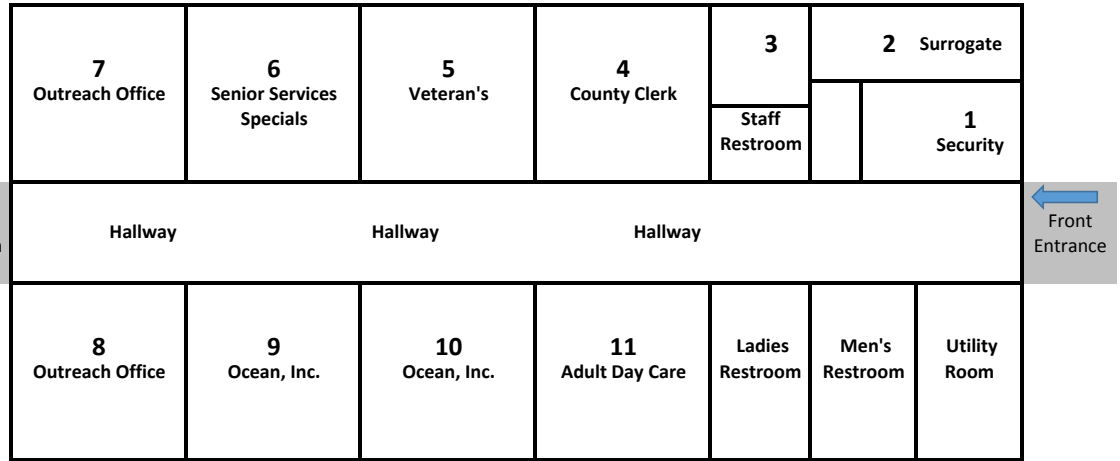 7
Outreach Office
6
Senior Services
Specials
5
Veteran's
4
County Clerk
3
Staff
Restroom
2 Surrogate
1
Security
Hallway Hallway Hallway
Front
Entrance
8
Outreach Office
9
Ocean, Inc.
10
Ocean, Inc.
11
Adult Day Care
Ladies
Restroom
Men's
Restroom
Utility
Room